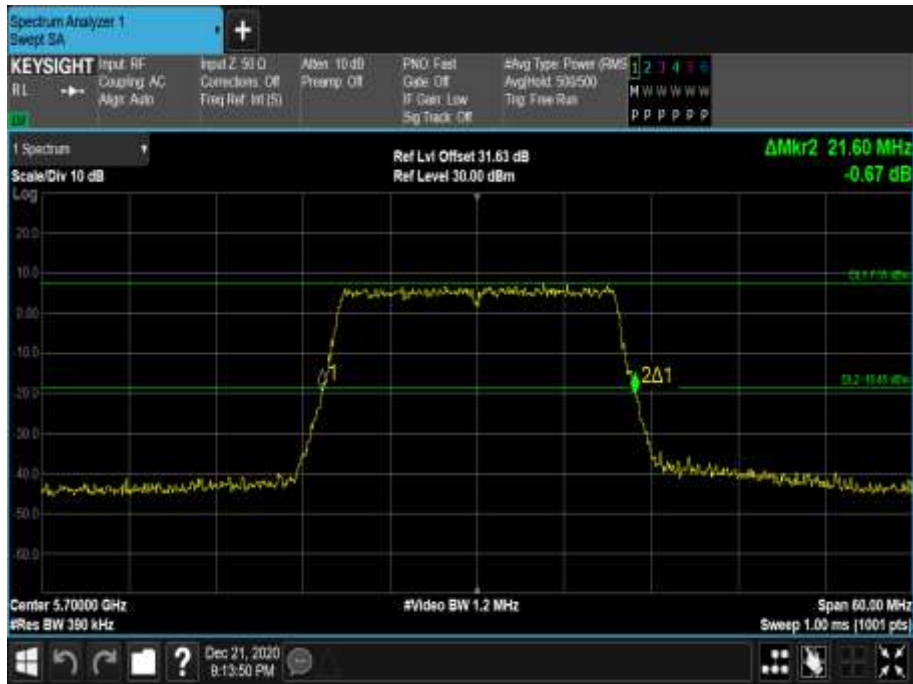 Spectrum Analyzer 1
Swept SA
+
KEYSIGHT
RL
Input: RF
Coupling: AC
Align: Auto
Input Z: 50 Ω
Corrections: Off
Freq Ref: Int (S)
Atten: 10 dB
Preamp: Off
PNO: Fast
Gate: Off
IF Gain: Low
Sig Track: Off
#Avg Type: Power (RMS
Avg|Hold: 500/500
Trig: Free Run
1 2 3 4 5 6
M W W W W W
P P P P P P
1 Spectrum
Scale/Div 10 dB
Ref Lvl Offset 31.63 dB
Ref Level 30.00 dBm
ΔMkr2 21.60 MHz
-0.67 dB
Log
20.0
10.0
0.00
-10.0
-20.0
-30.0
-40.0
-50.0
-60.0
1
2Δ1
Center 5.70000 GHz
#Res BW 390 kHz
#Video BW 1.2 MHz
Span 60.00 MHz
Sweep 1.00 ms (1001 pts)
?
Dec 21, 2020
9:13:50 PM